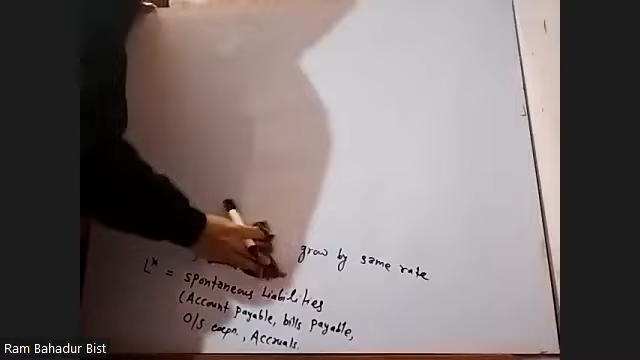 grow by same rate
L* = spontaneous Liabilities
(Account payable, bills payable,
O/S expn., Accruals.
Ram Bahadur Bist